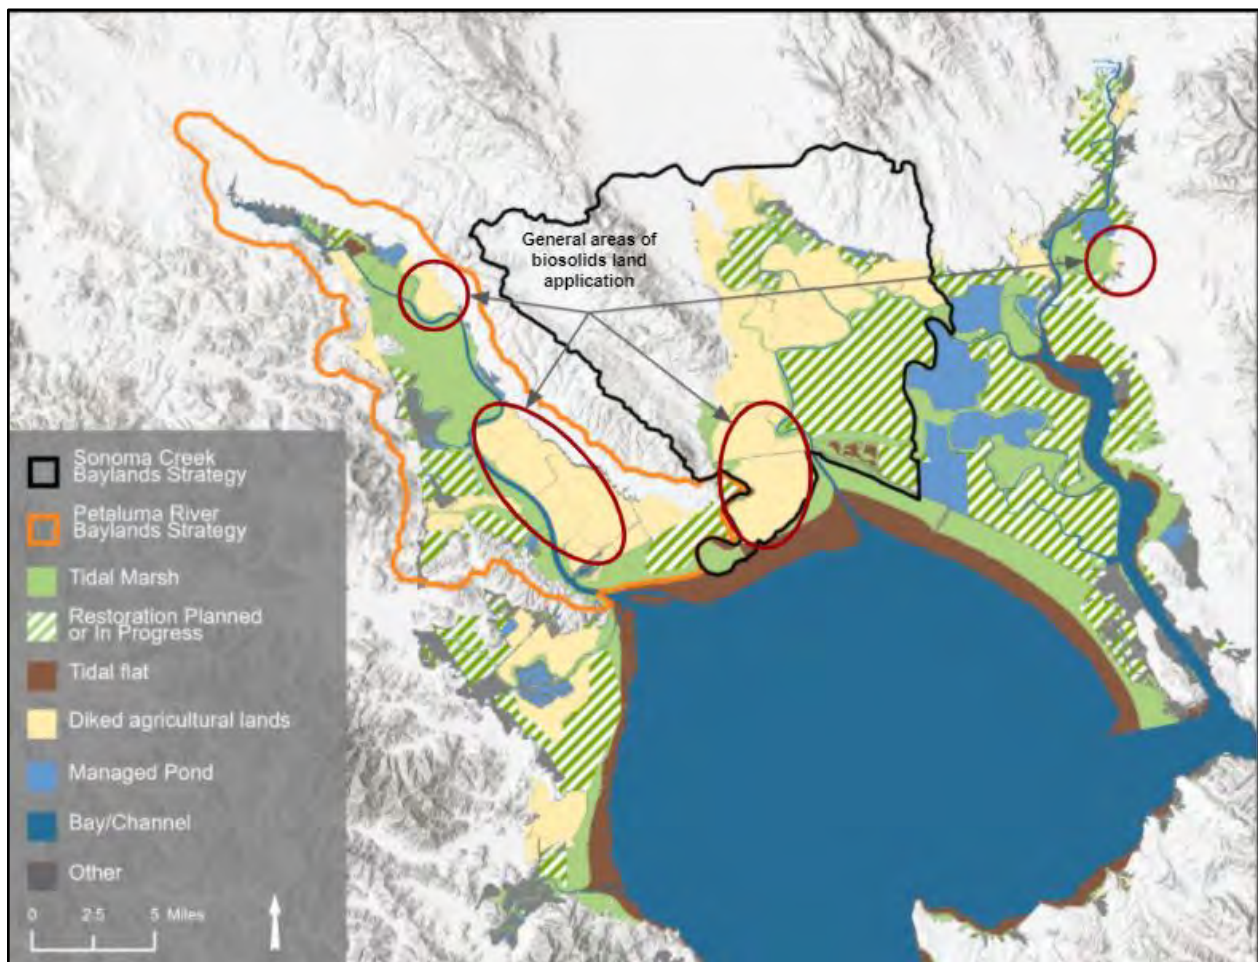 General areas of
biosolids land
application
Sonoma Creek
Baylands Strategy
Petaluma River
Baylands Strategy
Tidal Marsh
Restoration Planned
or In Progress
Tidal flat
Diked agricultural lands
Managed Pond
Bay/Channel
Other
0 2.5 5 Miles